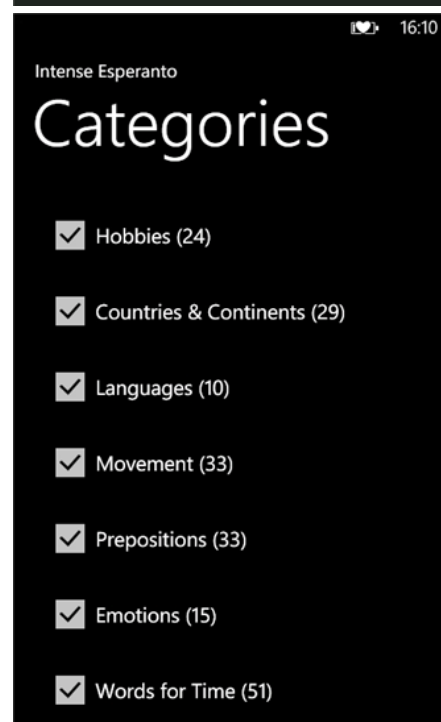 16:10
Intense Esperanto
Categories
Hobbies (24)
Countries & Continents (29)
Languages (10)
Movement (33)
Prepositions (33)
Emotions (15)
Words for Time (51)